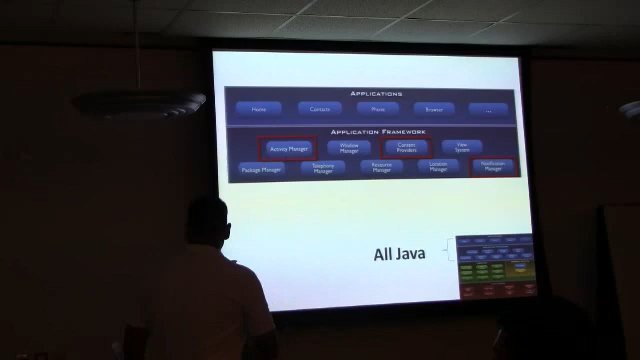 APPLICATIONS
Home Contacts Phone Browser ...
APPLICATION FRAMEWORK
Activity Manager Window Manager Content Providers View System
Package Manager Telephony Manager Resource Manager Location Manager Notification Manager
All Java